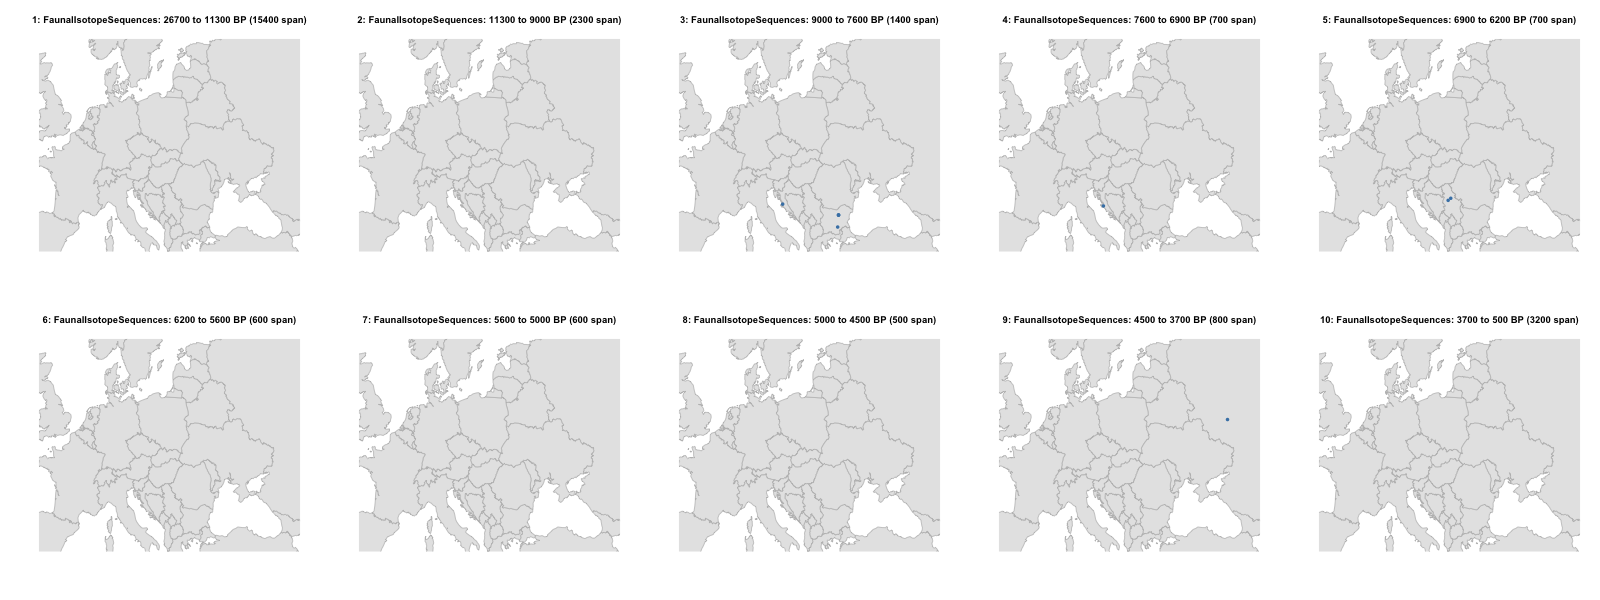 1: FaunalIsotopeSequences: 26700 to 11300 BP (15400 span)
2: FaunalIsotopeSequences: 11300 to 9000 BP (2300 span)
3: FaunalIsotopeSequences: 9000 to 7600 BP (1400 span)
4: FaunalIsotopeSequences: 7600 to 6900 BP (700 span)
5: FaunalIsotopeSequences: 6900 to 6200 BP (700 span)
6: FaunalIsotopeSequences: 6200 to 5600 BP (600 span)
7: FaunalIsotopeSequences: 5600 to 5000 BP (600 span)
8: FaunalIsotopeSequences: 5000 to 4500 BP (500 span)
9: FaunalIsotopeSequences: 4500 to 3700 BP (800 span)
10: FaunalIsotopeSequences: 3700 to 500 BP (3200 span)